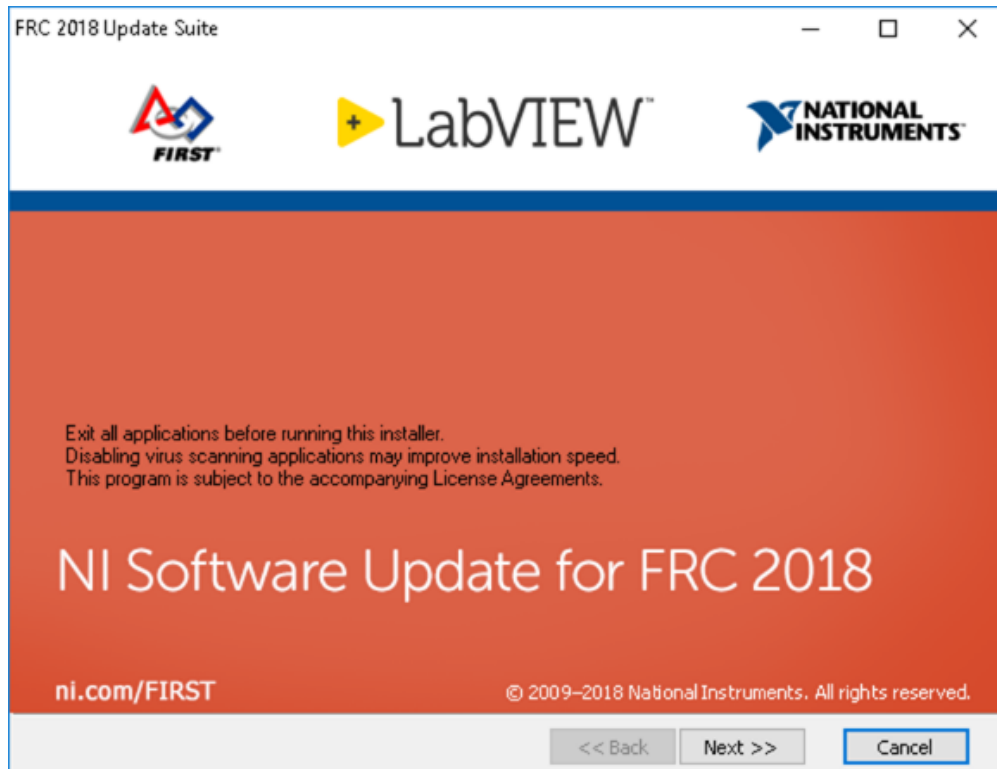 FRC 2018 Update Suite
FIRST®
LabVIEW™
NATIONAL
INSTRUMENTS™
Exit all applications before running this installer.
Disabling virus scanning applications may improve installation speed.
This program is subject to the accompanying License Agreements.
NI Software Update for FRC 2018
ni.com/FIRST © 2009–2018 National Instruments. All rights reserved.
<< Back Next >> Cancel